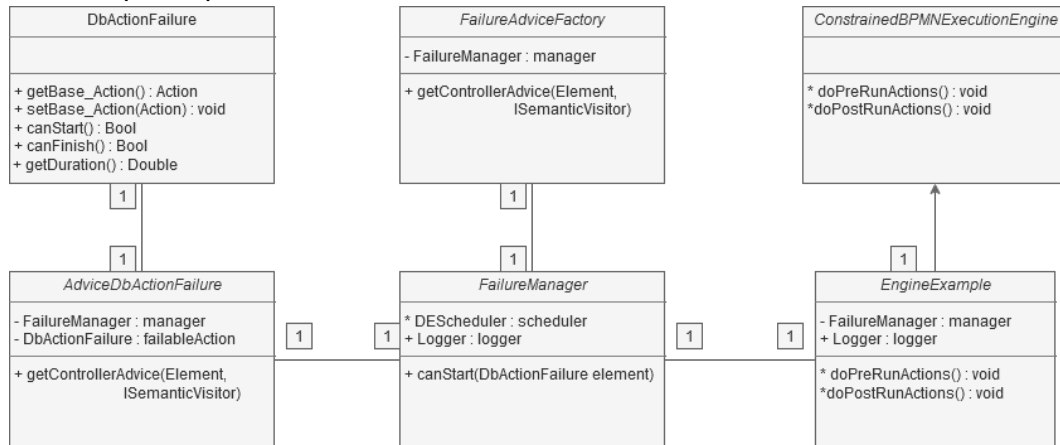 DbActionFailure
+ getBase_Action() : Action
+ setBase_Action(Action) : void
+ canStart() : Bool
+ canFinish() : Bool
+ getDuration() : Double
FailureAdviceFactory
- FailureManager : manager
+ getControllerAdvice(Element,
ISemanticVisitor)
ConstrainedBPMNExecutionEngine
* doPreRunActions() : void
*doPostRunActions() : void
1
1
1
1
1
AdviceDbActionFailure
- FailureManager : manager
- DbActionFailure : failableAction
+ getControllerAdvice(Element,
ISemanticVisitor)
1
1
FailureManager
* DEScheduler : scheduler
+ Logger : logger
+ canStart(DbActionFailure element)
1
1
EngineExample
- FailureManager : manager
+ Logger : logger
* doPreRunActions() : void
*doPostRunActions() : void